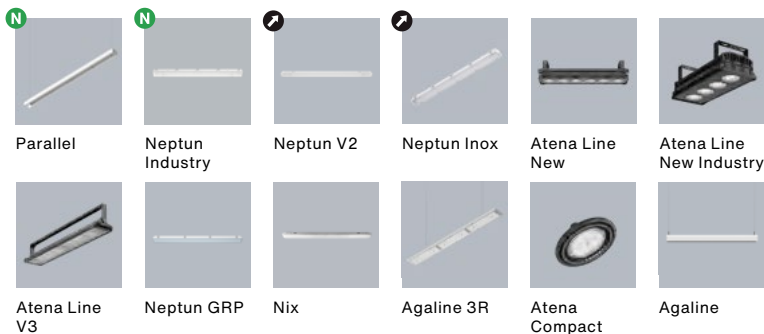 N
N
Parallel
Neptun
Industry
Neptun V2
Neptun Inox
Atena Line
New
Atena Line
New Industry
Atena Line
V3
Neptun GRP
Nix
Agaline 3R
Atena
Compact
Agaline